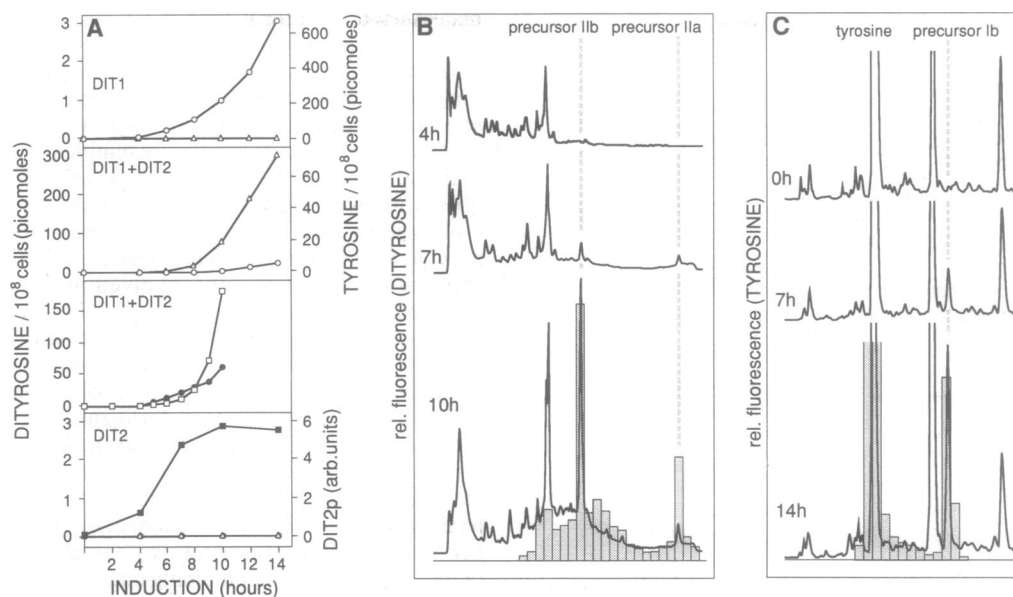 A
DITYROSINE / 10⁸ cells (picomoles)
TYROSINE / 10⁸ cells (picomoles)
DIT2p (arb.units)
3
2
1
0
DIT1
600
400
200
0
300
200
100
0
DIT1+DIT2
60
40
20
0
150
100
50
0
DIT1+DIT2
3
2
1
0
DIT2
6
4
2
0
0 2 4 6 8 10 12 14
INDUCTION (hours)
B
precursor IIb precursor IIa
rel. fluorescence (DITYROSINE)
4h
7h
10h
C
tyrosine precursor Ib
rel. fluorescence (TYROSINE)
0h
7h
14h